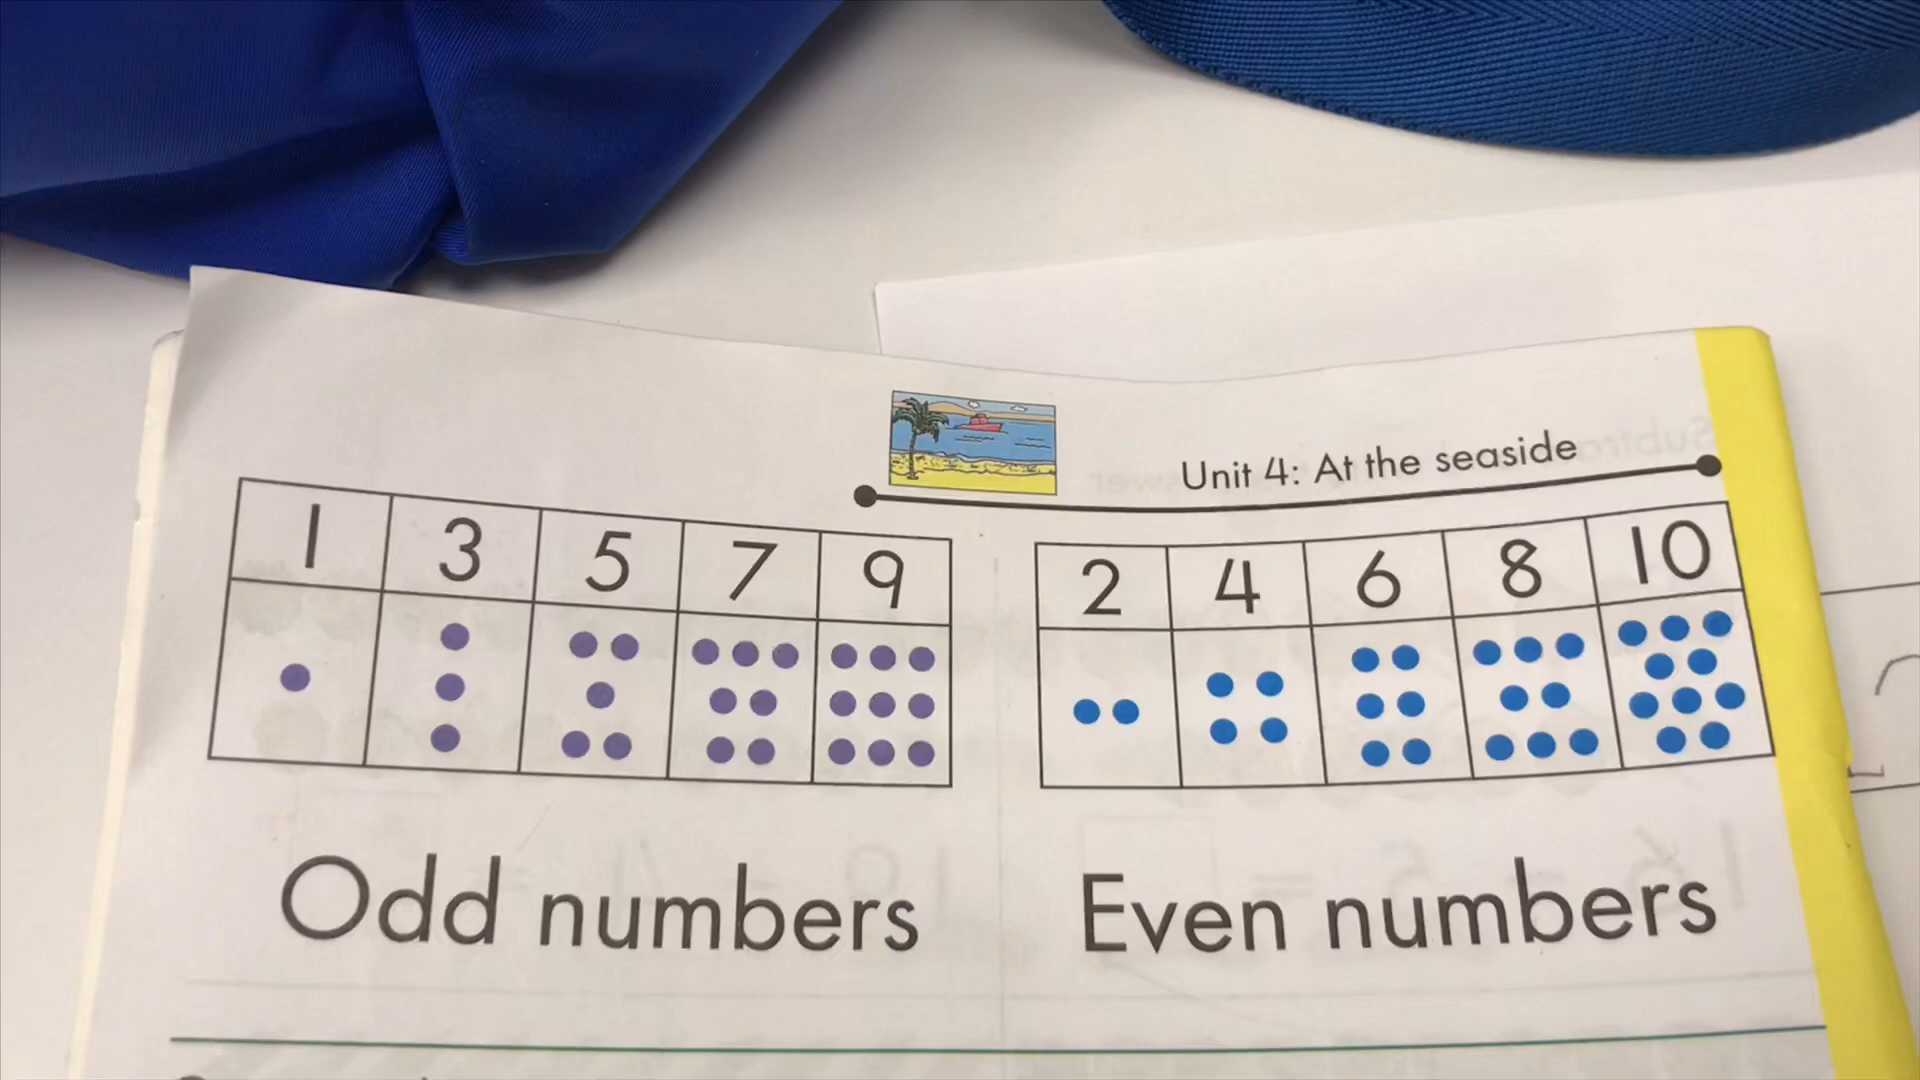 Unit 4: At the seaside
1 3 5 7 9
2 4 6 8 10
Odd numbers
Even numbers